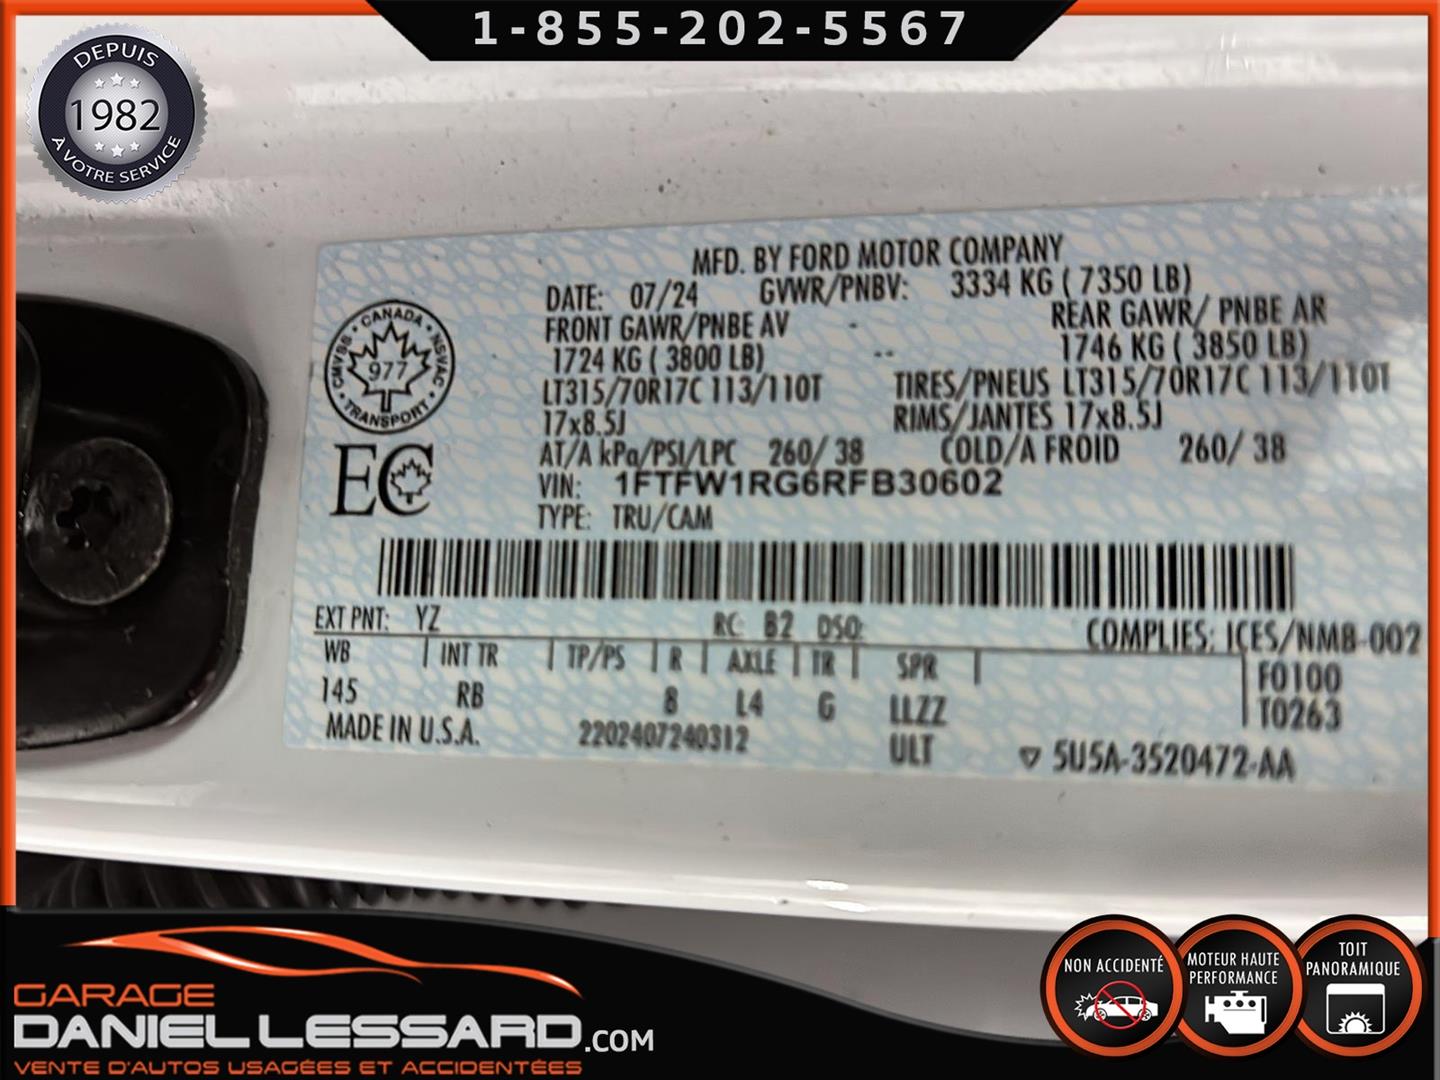 1-855-202-5567
DEPUIS
1982
A VOTRE SERVICE
MFD. BY FORD MOTOR COMPANY
DATE: 07/24 GVWR/PNBV: 3334 KG ( 7350 LB)
FRONT GAWR/PNBE AV REAR GAWR/ PNBE AR
1724 KG ( 3800 LB) 1746 KG ( 3850 LB)
LT315/70R17C 113/110T TIRES/PNEUS LT315/70R17C 113/110T
17x8.5J RIMS/JANTES 17x8.5J
AT/A kPa/PSI/LPC 260/ 38 COLD/A FROID 260/ 38
VIN: 1FTFW1RG6RFB30602
TYPE: TRU/CAM
CANADA
CMVSS NSVAC
977
TRANSPORT
EC
EXT PNT: YZ RC: B2 DSO:
COMPLIES: ICES/NMB-002
WB INT TR TP/PS R AXLE TR SPR
F0100
145 RB 8 L4 G LLZZ
T0263
MADE IN U.S.A. 2202407240312 ULT 5U5A-3520472-AA
GARAGE
DANIEL LESSARD.COM
VENTE D'AUTOS USAGÉES ET ACCIDENTÉES
NON ACCIDENTÉ
MOTEUR HAUTE
PERFORMANCE
TOIT
PANORAMIQUE